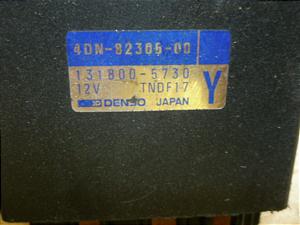 4DN-82305-00
131800-5730
12V TNDF17
DENSO JAPAN
Y